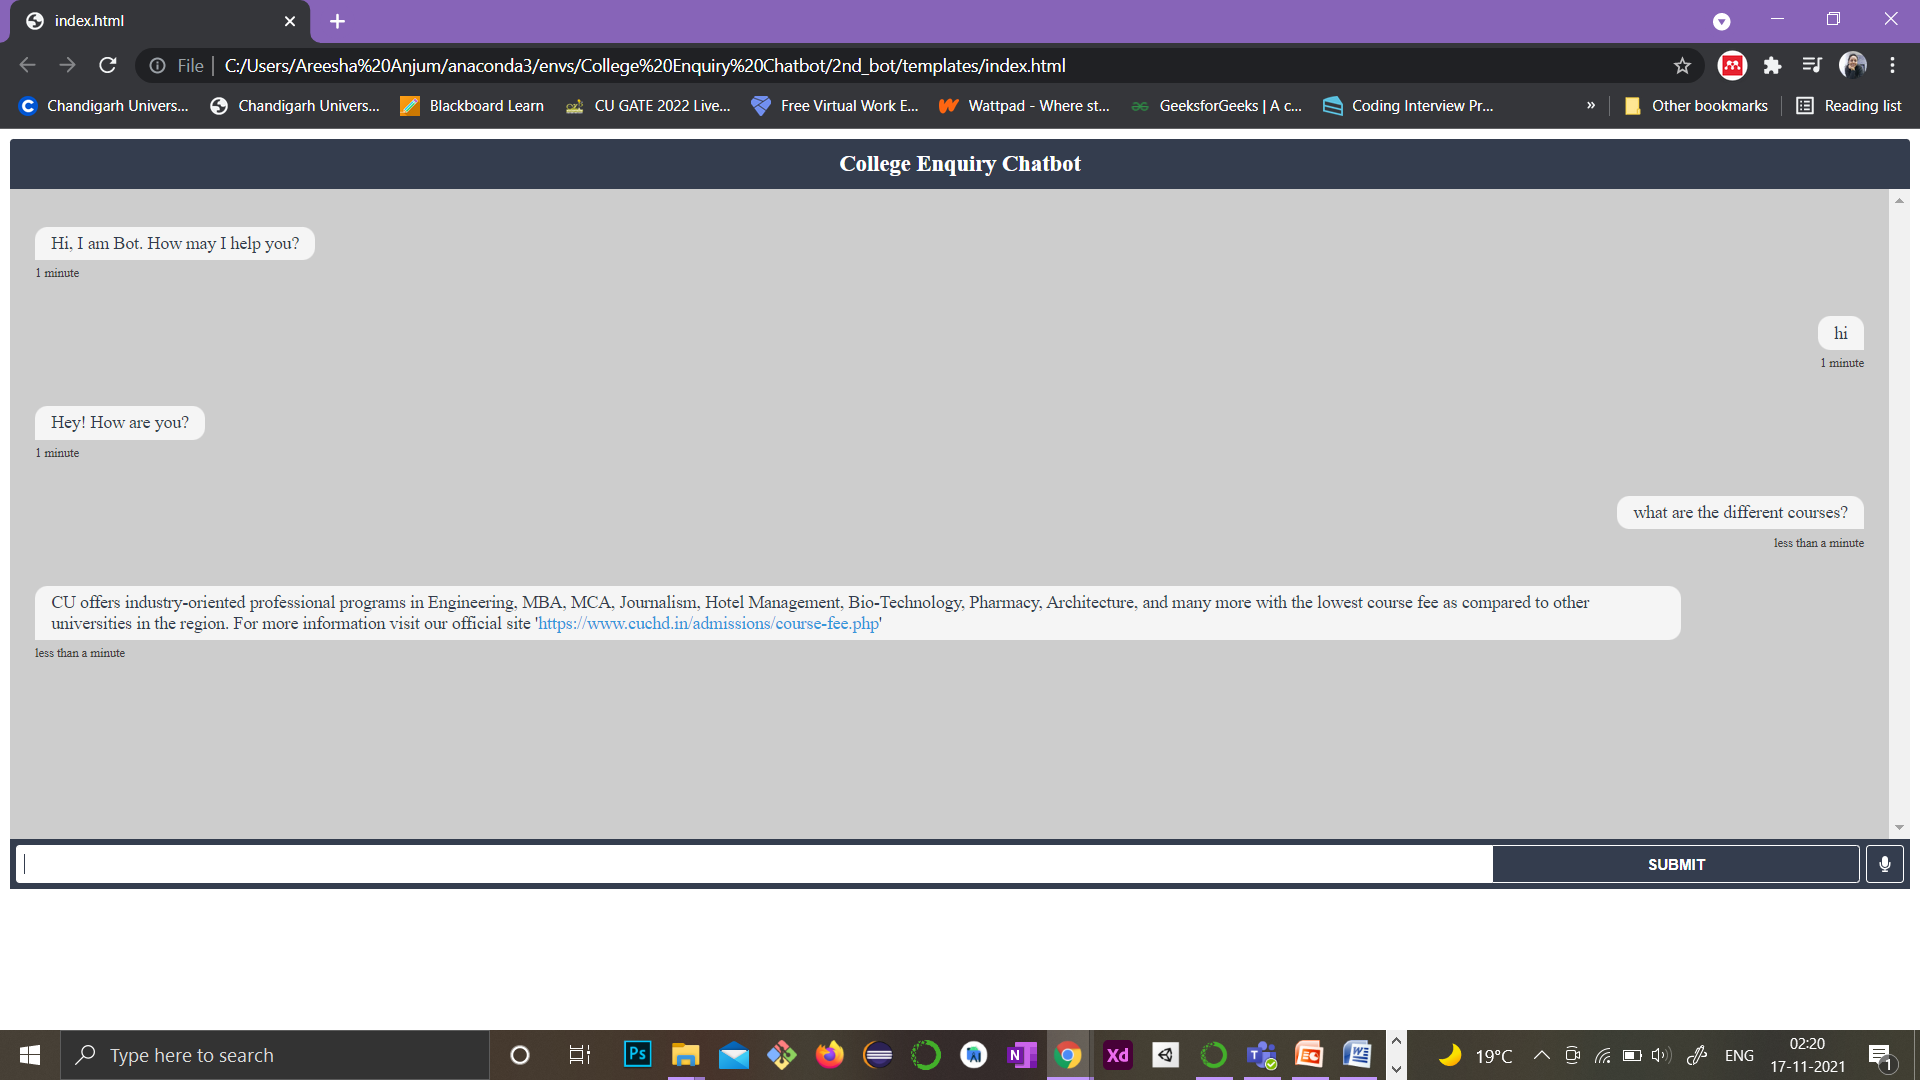 index.html
File
C:/Users/Areesha%20Anjum/anaconda3/envs/College%20Enquiry%20Chatbot/2nd_bot/templates/index.html
Chandigarh Univers...
Chandigarh Univers...
Blackboard Learn
CU GATE 2022 Live...
Free Virtual Work E...
Wattpad - Where st...
GeeksforGeeks | A c...
Coding Interview Pr...
»
Other bookmarks
Reading list
College Enquiry Chatbot
Hi, I am Bot. How may I help you?
1 minute
hi
1 minute
Hey! How are you?
1 minute
what are the different courses?
less than a minute
CU offers industry-oriented professional programs in Engineering, MBA, MCA, Journalism, Hotel Management, Bio-Technology, Pharmacy, Architecture, and many more with the lowest course fee as compared to other
universities in the region. For more information visit our official site 'https://www.cuchd.in/admissions/course-fee.php'
less than a minute
SUBMIT
Type here to search
Ps
N
Xd
19°C
ENG
02:20
17-11-2021
1